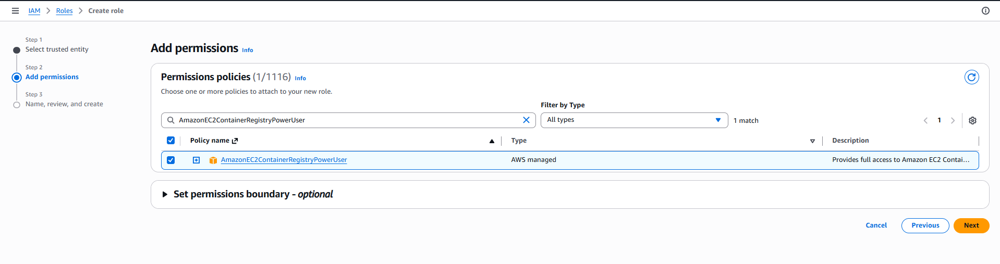 IAM > Roles > Create role
Step 1
Select trusted entity
Step 2
Add permissions
Step 3
Name, review, and create
Add permissions Info
Permissions policies (1/1116) Info
Choose one or more policies to attach to your new role.
Filter by Type
AmazonEC2ContainerRegistryPowerUser
All types
1 match
1
Policy name
Type
Description
AmazonEC2ContainerRegistryPowerUser
AWS managed
Provides full access to Amazon EC2 Contai...
Set permissions boundary - optional
Cancel
Previous
Next